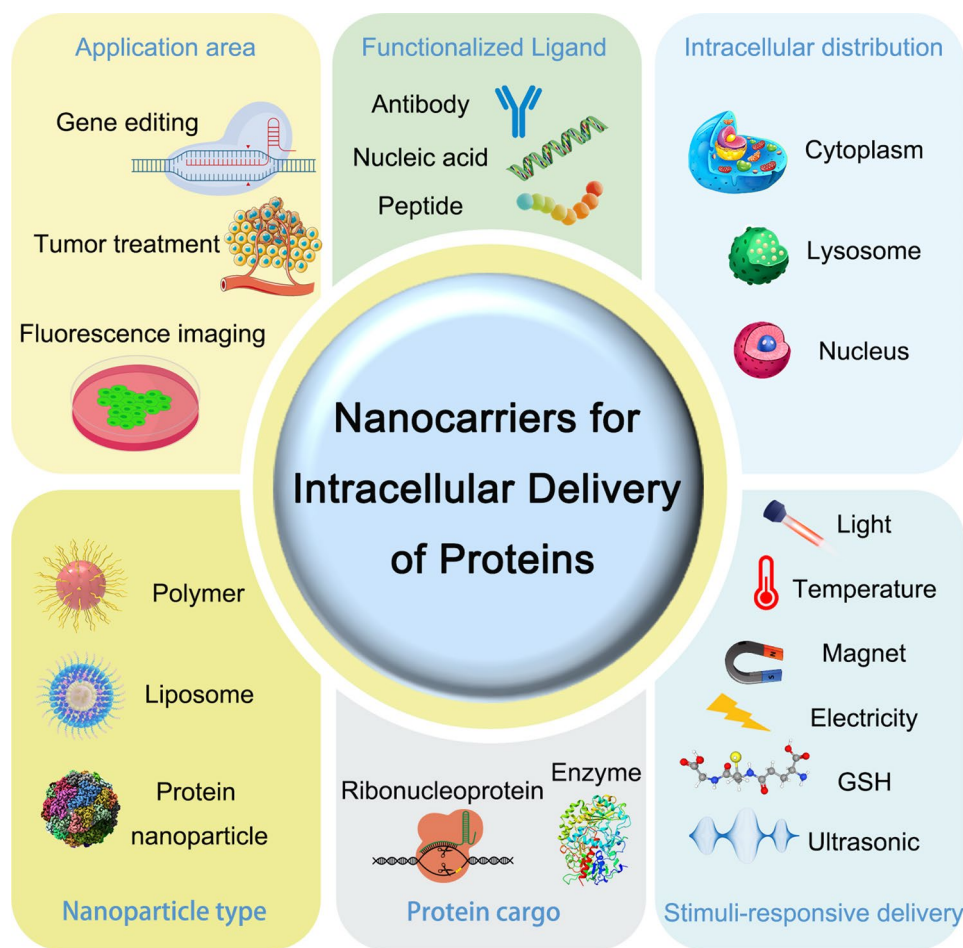 Application area
Gene editing
Tumor treatment
Fluorescence imaging
Functionalized Ligand
Antibody
Nucleic acid
Peptide
Intracellular distribution
Cytoplasm
Lysosome
Nucleus
Nanocarriers for
Intracellular Delivery
of Proteins
Polymer
Liposome
Protein
nanoparticle
Nanoparticle type
Ribonucleoprotein
Enzyme
Protein cargo
Light
Temperature
N
S
Magnet
Electricity
GSH
Ultrasonic
Stimuli-responsive delivery